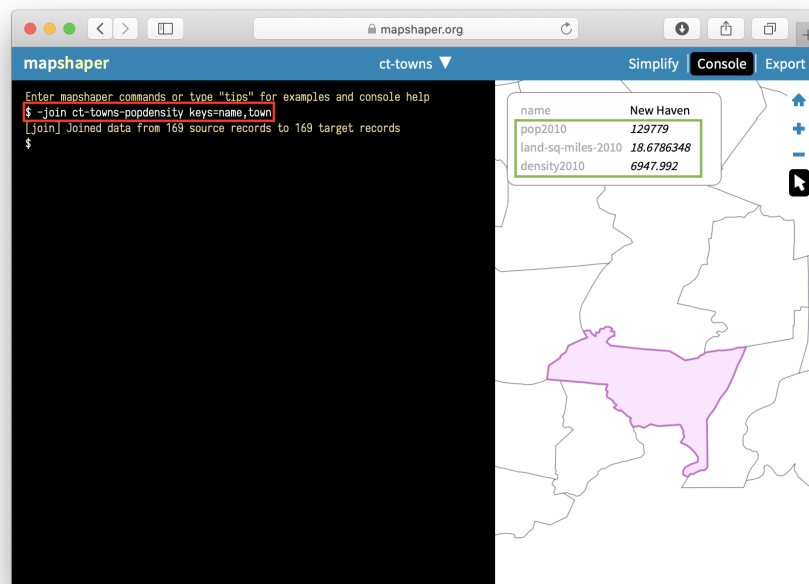 mapshaper.org
mapshaper
ct-towns ▼
Simplify | Console | Export
Enter mapshaper commands or type "tips" for examples and console help
$ -join ct-towns-popdensity keys=name,town
[join] Joined data from 169 source records to 169 target records
$
name New Haven
pop2010 129779
land-sq-miles-2010 18.6786348
density2010 6947.992